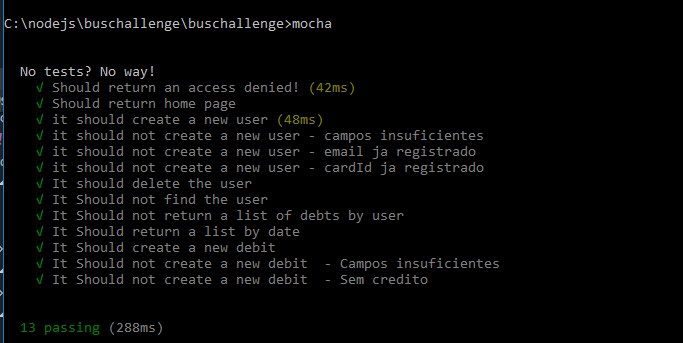 C:\nodejs\buschallenge\buschallenge>mocha
No tests? No way!
√ Should return an access denied! (42ms)
√ Should return home page
√ it should create a new user (48ms)
√ it should not create a new user - campos insuficientes
√ it should not create a new user - email ja registrado
√ it should not create a new user - cardId ja registrado
√ It should delete the user
√ It Should not find the user
√ It Should not return a list of debts by user
√ It Should return a list by date
√ It Should create a new debit
√ It Should not create a new debit  - Campos insuficientes
√ It Should not create a new debit  - Sem credito
13 passing (288ms)